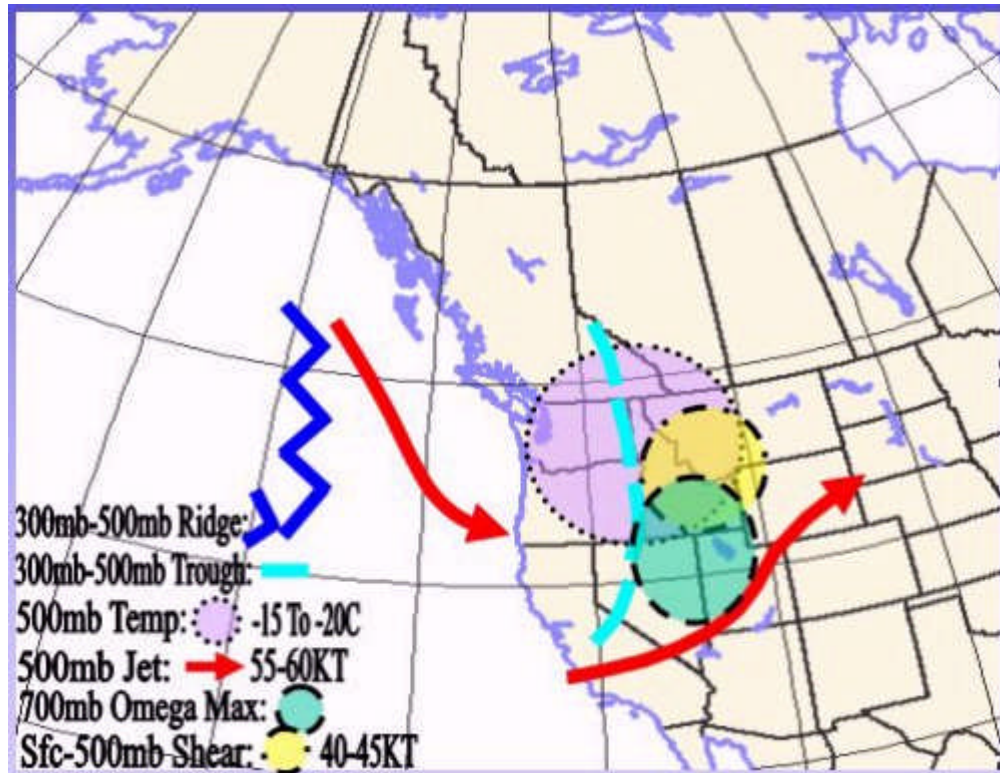 300mb-500mb Ridge:
300mb-500mb Trough:
500mb Temp: -15 To -20C
500mb Jet: 55-60KT
700mb Omega Max:
Sfc-500mb Shear: 40-45KT